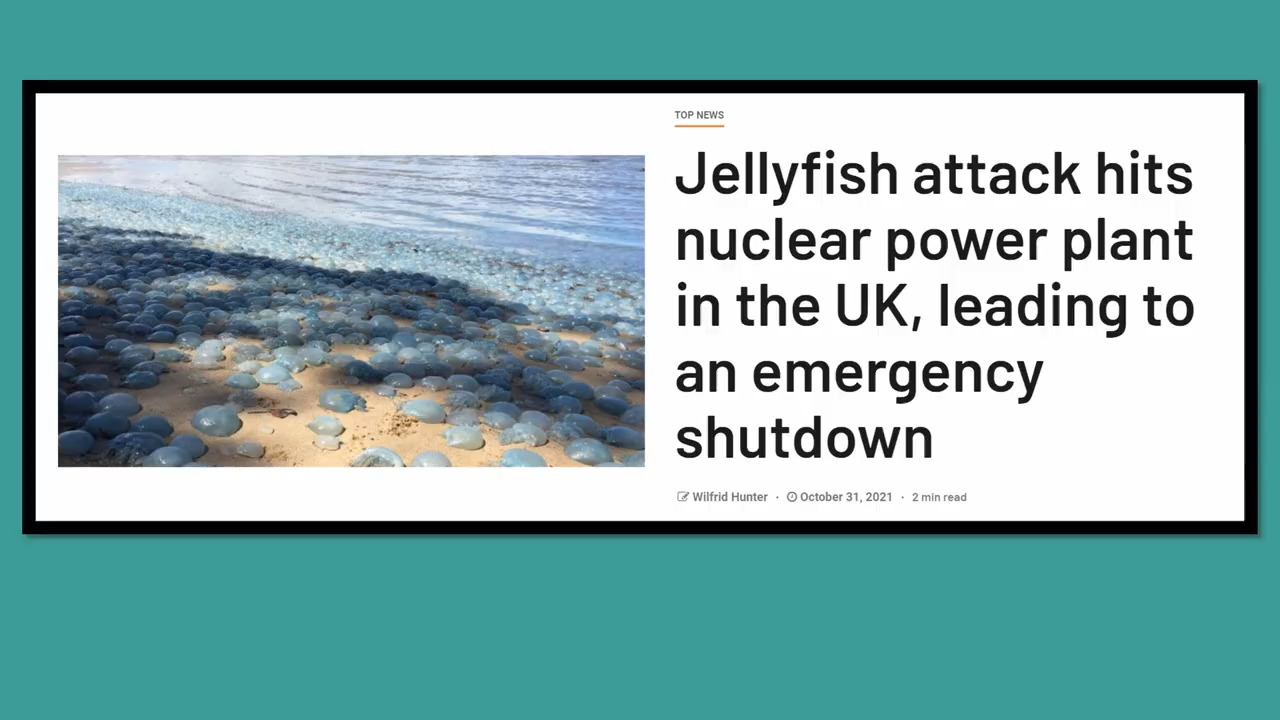 TOP NEWS
Jellyfish attack hits
nuclear power plant
in the UK, leading to
an emergency
shutdown
Wilfrid Hunter · October 31, 2021 · 2 min read